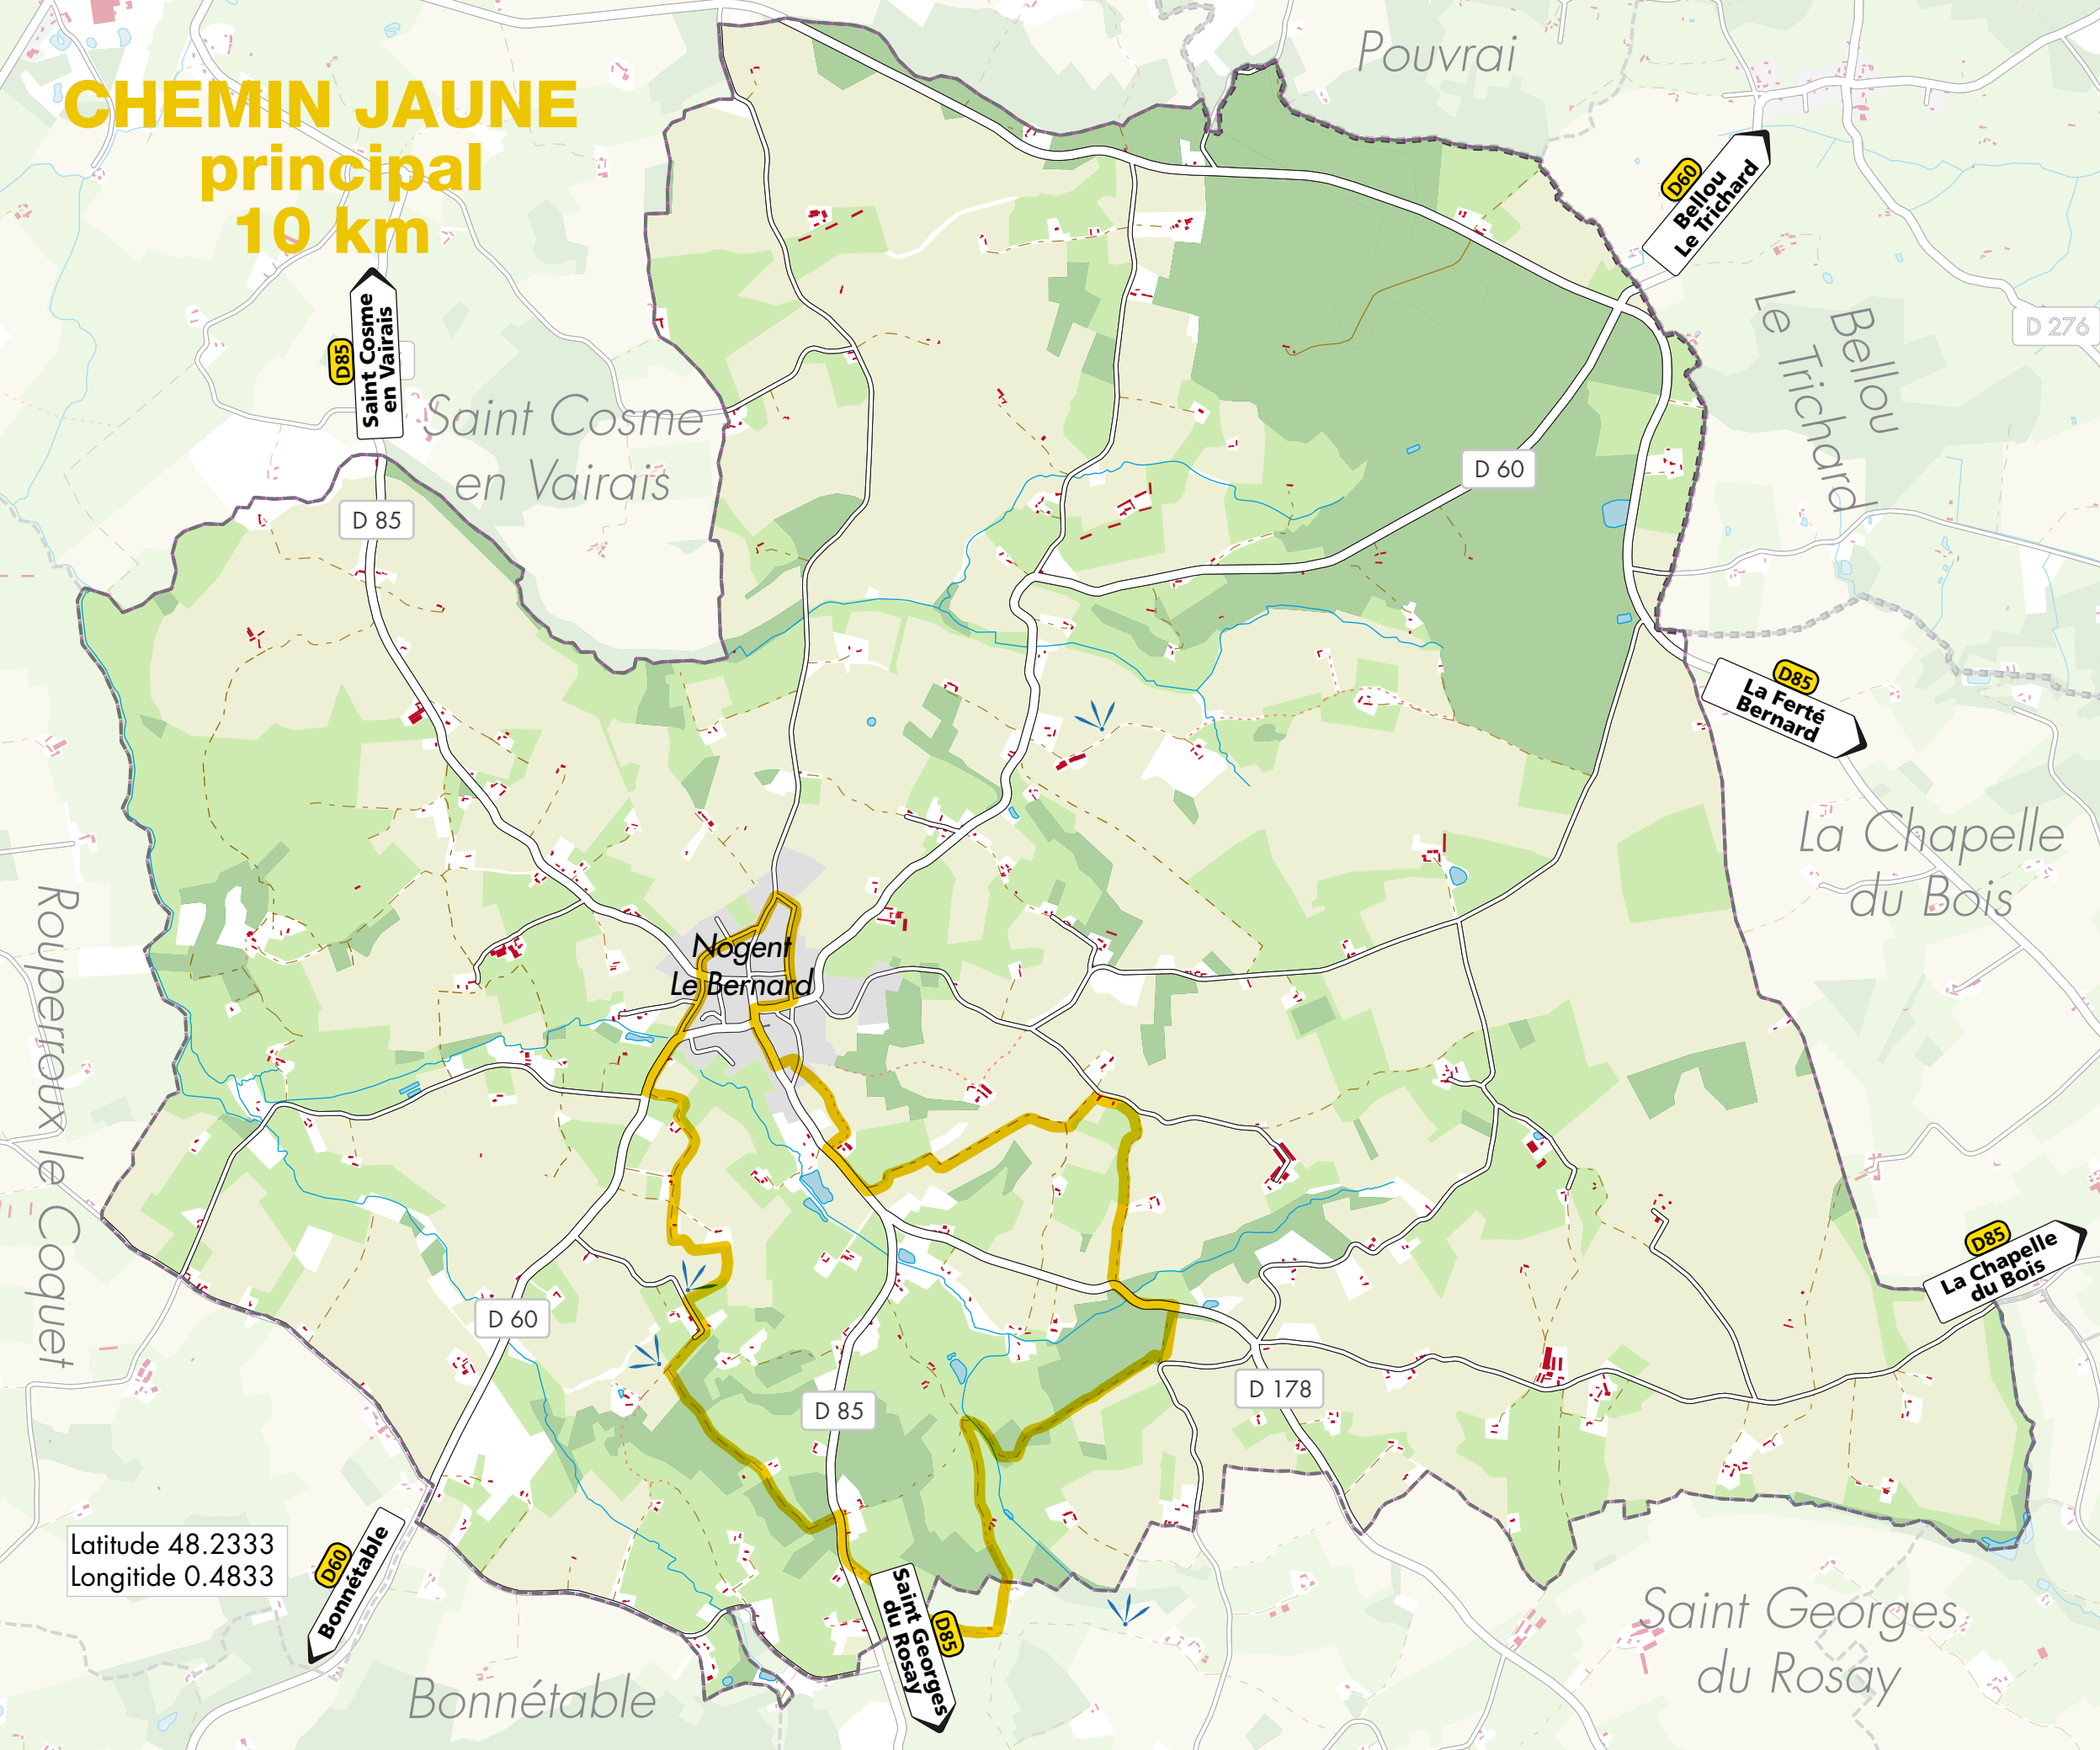 CHEMIN JAUNE
principal
10 km
Pouvrai
D60
Bellou
Le Trichard
D85
Saint Cosme
en Vairais
Saint Cosme
en Vairais
Bellou
Le Trichard
D 276
D 85
D 60
D85
La Ferté
Bernard
La Chapelle
du Bois
Rouperroux le Coquet
Nogent
Le Bernard
D85
La Chapelle
du Bois
D 60
D 178
D 85
Latitude 48.2333
Longitide 0.4833
D60
Bonnétable
Saint Georges
du Rosay
D85
Saint Georges
du Rosay
Bonnétable